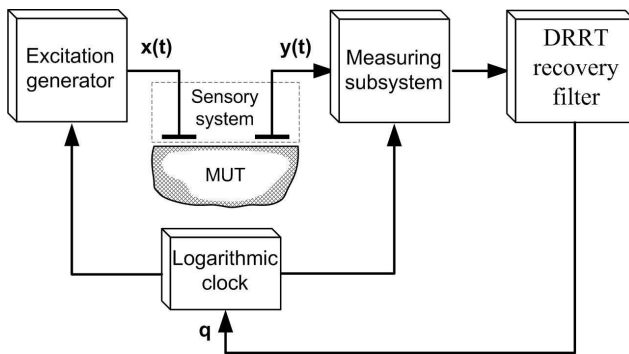 Excitation
generator
x(t)
y(t)
Sensory
system
Measuring
subsystem
DRRT
recovery
filter
MUT
Logarithmic
clock
q